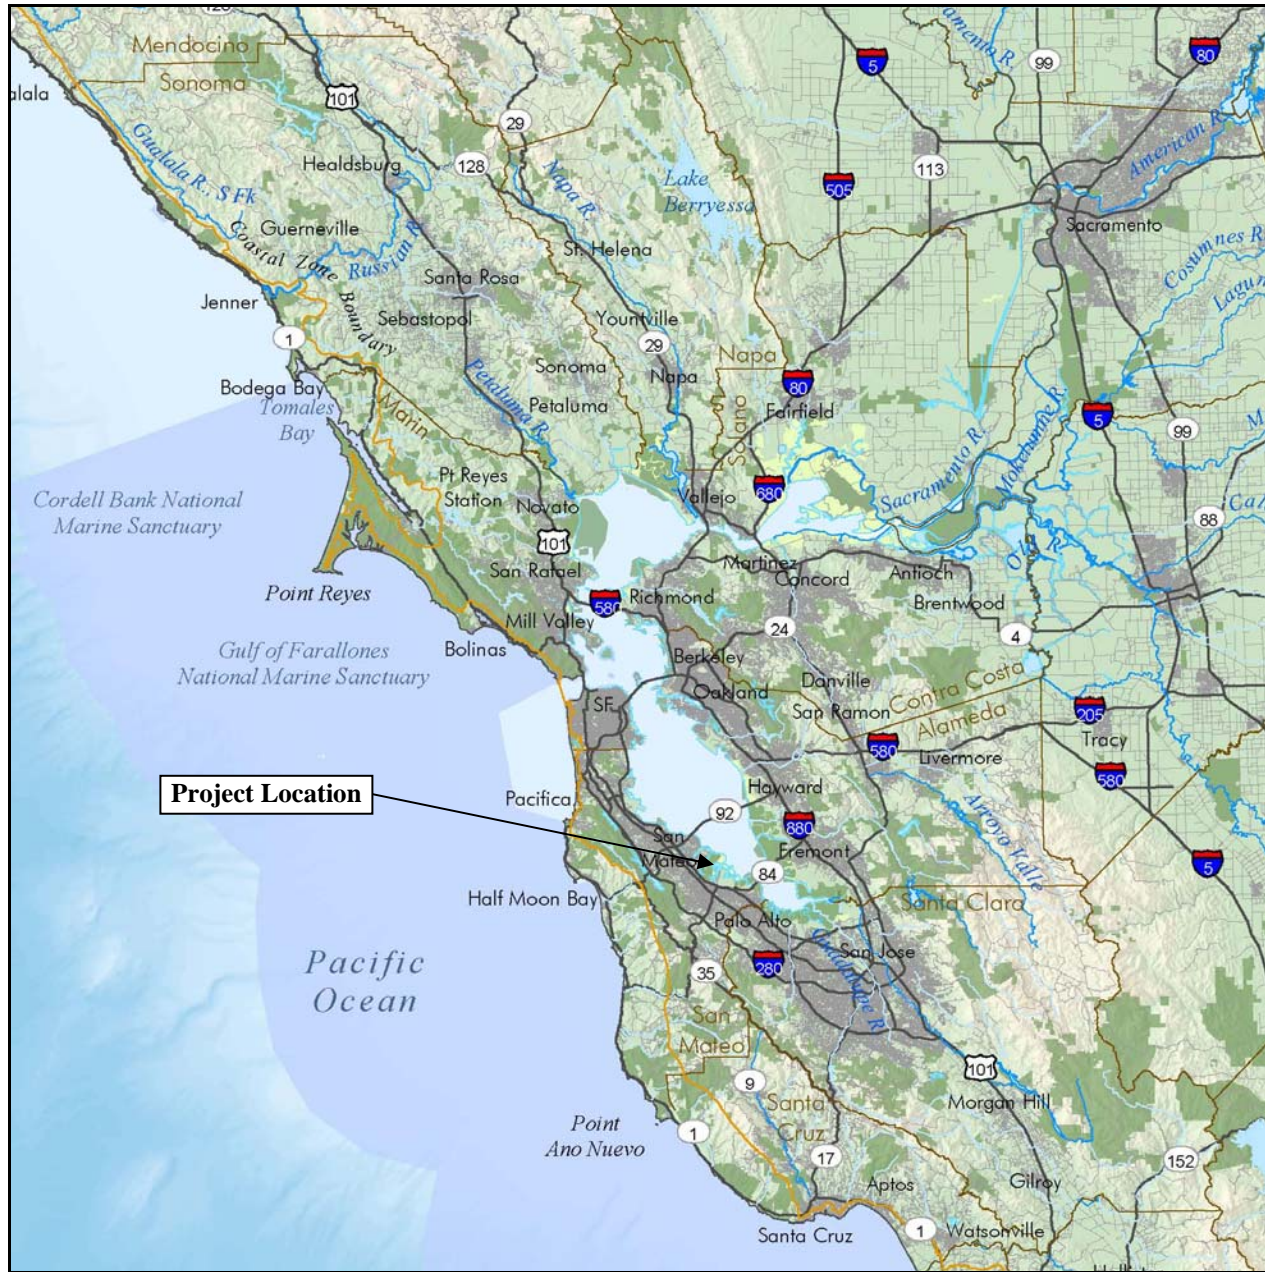 128
Mendocino
Sonoma
alala
101
Gualala R., S Fk
Healdsburg
29
128
Napa R.
Lake
Berryessa
5
99
80
505
113
American R.
Sacramento
Cosumnes R.
Guerneville
Coastal Zone Boundary
Russian R.
St. Helena
Santa Rosa
Jenner
Sebastopol
Yountville
1
29
Napa
Napa
Solano
Sonoma
Petaluma R.
Petaluma
80
Fairfield
Bodega Bay
Tomales
Bay
Marin
5
99
Mokelumne R.
Sacramento R.
Pt Reyes
Station
Novato
Vallejo
680
Cordell Bank National
Marine Sanctuary
88
101
San Rafael
Martinez
Concord
Antioch
Brentwood
Point Reyes
580
Richmond
Mill Valley
24
4
Bolinas
Gulf of Farallones
National Marine Sanctuary
Berkeley
Oakland
Danville
San Ramon
Contra Costa
Alameda
SF
205
Tracy
580
Livermore
580
Project Location
Pacifica
Hayward
92
880
Arroyo Valle
San
Mateo
Fremont
84
5
Half Moon Bay
Palo Alto
Santa Clara
Guadalupe R.
San Jose
280
35
Pacific
Ocean
San
Mateo
101
9
Morgan Hill
Santa
Cruz
Point
Ano Nuevo
1
17
152
Aptos
Gilroy
Santa Cruz
1
Watsonville